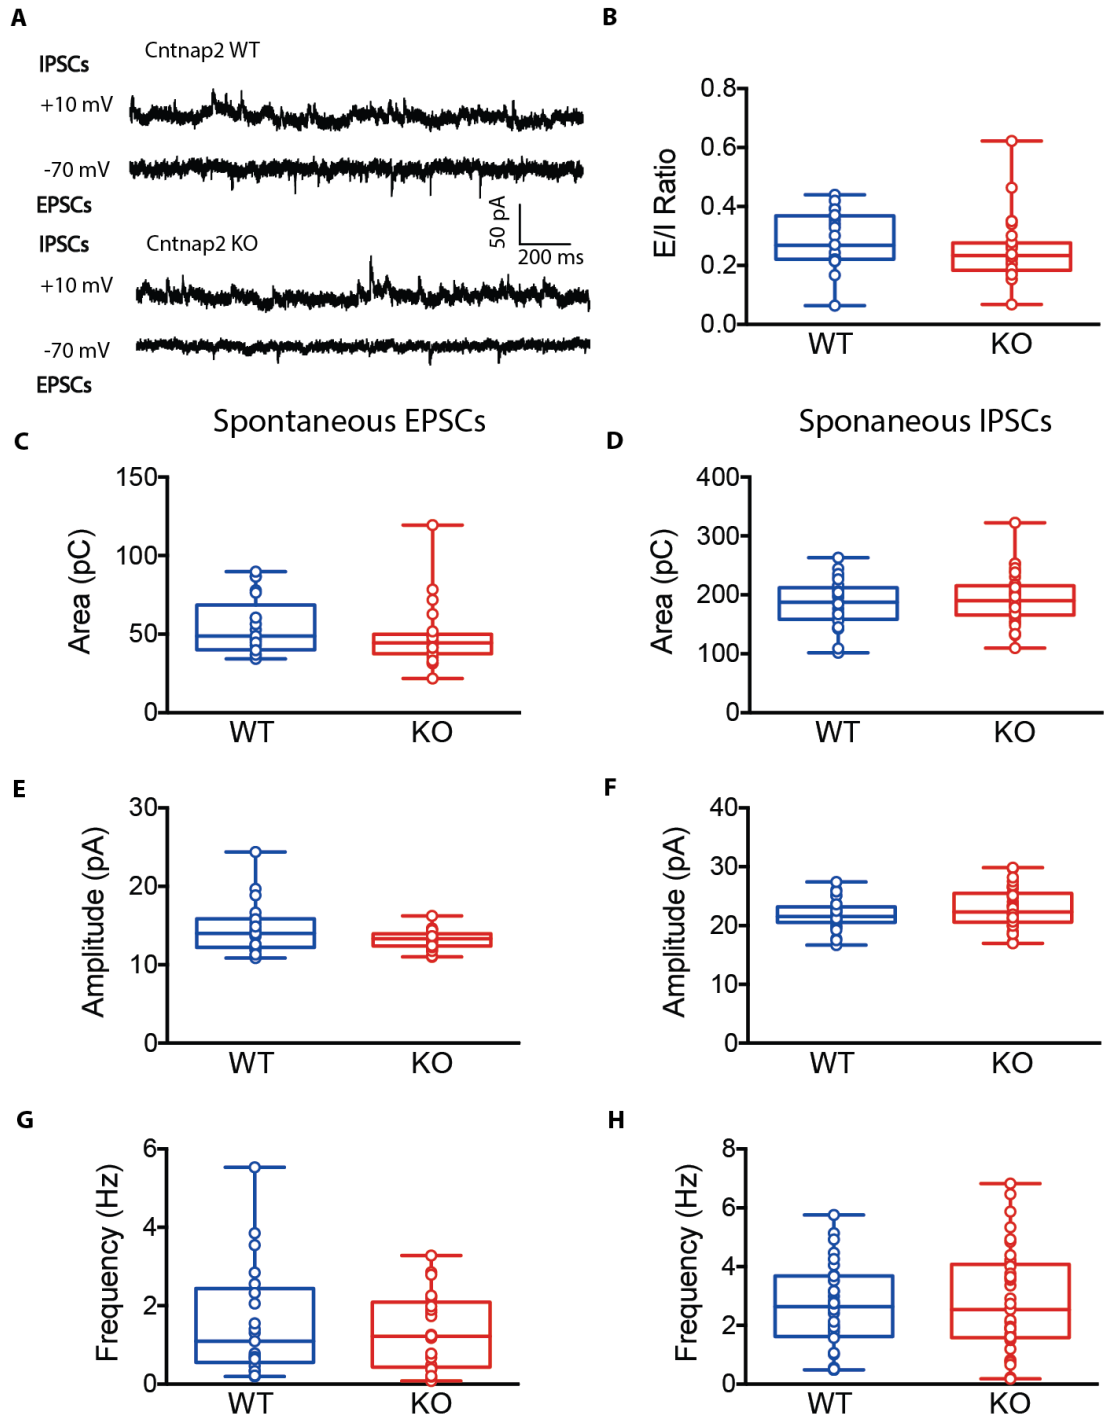 A
Cntnap2 WT
IPSCs
+10 mV
-70 mV
EPSCs
50 pA
200 ms
IPSCs
Cntnap2 KO
+10 mV
-70 mV
EPSCs
B
E/I Ratio
0.8
0.6
0.4
0.2
0.0
WT KO
Spontaneous EPSCs
Sponaneous IPSCs
C
Area (pC)
150
100
50
0
WT KO
D
Area (pC)
400
300
200
100
0
WT KO
E
Amplitude (pA)
30
20
10
0
WT KO
F
Amplitude (pA)
40
30
20
10
0
WT KO
G
Frequency (Hz)
6
4
2
0
WT KO
H
Frequency (Hz)
8
6
4
2
0
WT KO